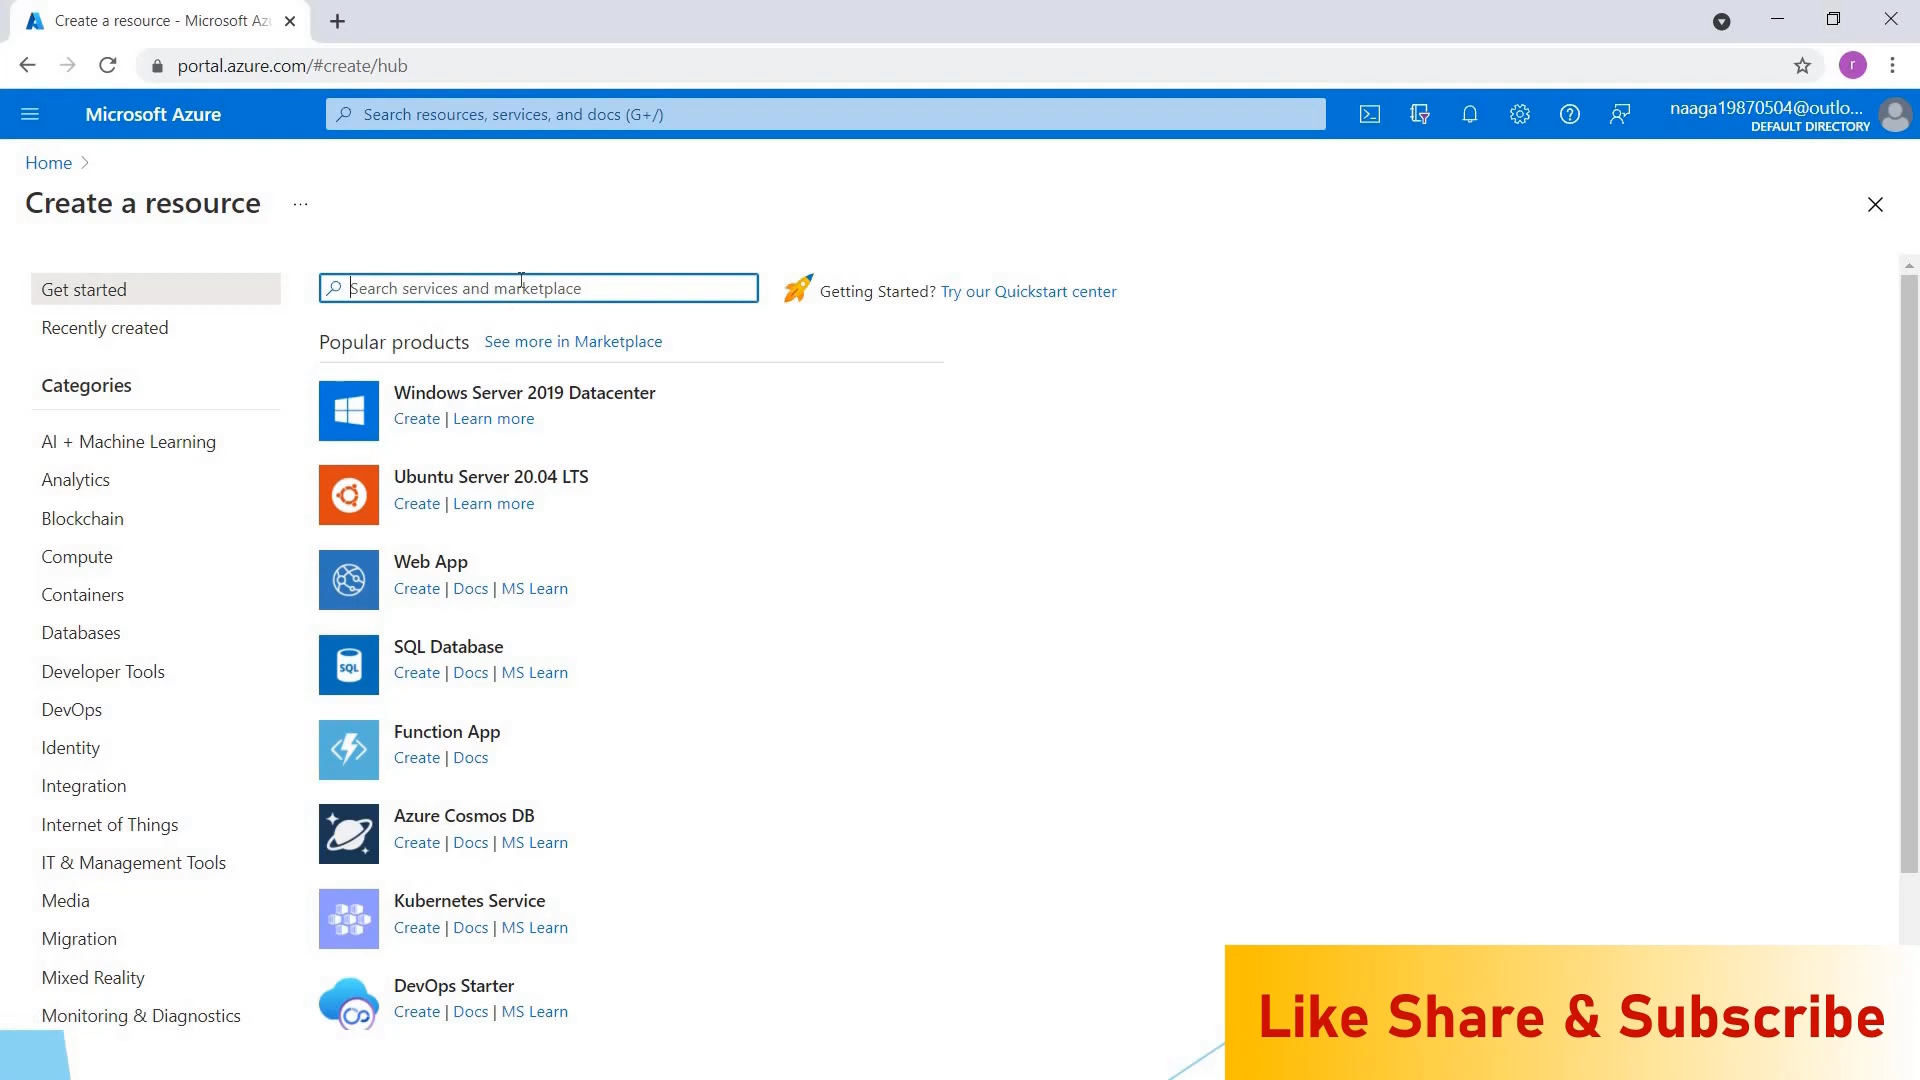 Create a resource - Microsoft Az
portal.azure.com/#create/hub
r
Microsoft Azure
Search resources, services, and docs (G+/)
naaga19870504@outlo...
DEFAULT DIRECTORY
Home
Create a resource
...
Get started
Recently created
Categories
AI + Machine Learning
Analytics
Blockchain
Compute
Containers
Databases
Developer Tools
DevOps
Identity
Integration
Internet of Things
IT & Management Tools
Media
Migration
Mixed Reality
Monitoring & Diagnostics
Search services and marketplace
Getting Started? Try our Quickstart center
Popular products See more in Marketplace
Windows Server 2019 Datacenter
Create | Learn more
Ubuntu Server 20.04 LTS
Create | Learn more
Web App
Create | Docs | MS Learn
SQL
SQL Database
Create | Docs | MS Learn
Function App
Create | Docs
Azure Cosmos DB
Create | Docs | MS Learn
Kubernetes Service
Create | Docs | MS Learn
DevOps Starter
Create | Docs | MS Learn
Like Share & Subscribe